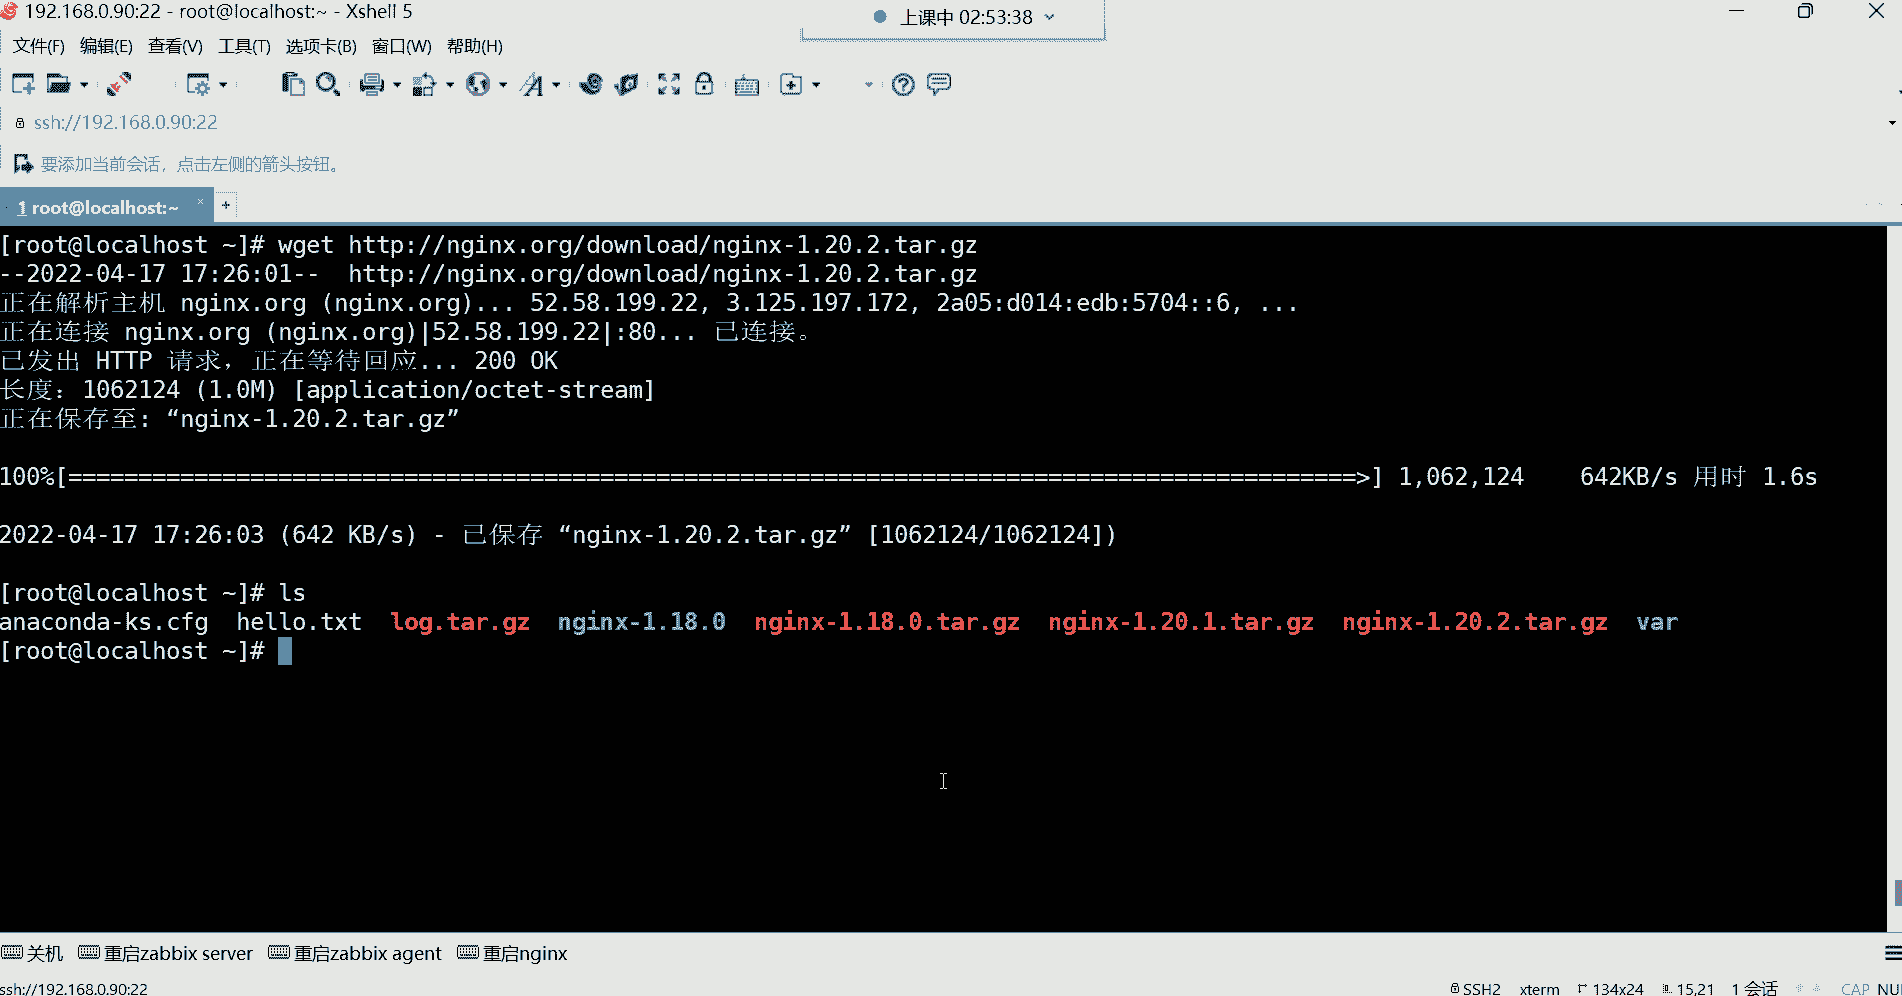 192.168.0.90:22 - root@localhost:~ - Xshell 5
上课中 02:53:38
文件(F) 编辑(E) 查看(V) 工具(T) 选项卡(B) 窗口(W) 帮助(H)
ssh://192.168.0.90:22
要添加当前会话，点击左侧的箭头按钮。
1 root@localhost:~ × +
[root@localhost ~]# wget http://nginx.org/download/nginx-1.20.2.tar.gz
--2022-04-17 17:26:01--  http://nginx.org/download/nginx-1.20.2.tar.gz
正在解析主机 nginx.org (nginx.org)... 52.58.199.22, 3.125.197.172, 2a05:d014:edb:5704::6, ...
正在连接 nginx.org (nginx.org)|52.58.199.22|:80... 已连接。
已发出 HTTP 请求，正在等待回应... 200 OK
长度：1062124 (1.0M) [application/octet-stream]
正在保存至: “nginx-1.20.2.tar.gz”
100%[============================================================================================>] 1,062,124    642KB/s 用时 1.6s
2022-04-17 17:26:03 (642 KB/s) - 已保存 “nginx-1.20.2.tar.gz” [1062124/1062124])
[root@localhost ~]# ls
anaconda-ks.cfg  hello.txt  log.tar.gz  nginx-1.18.0  nginx-1.18.0.tar.gz  nginx-1.20.1.tar.gz  nginx-1.20.2.tar.gz  var
[root@localhost ~]#
关机 重启zabbix server 重启zabbix agent 重启nginx
ssh://192.168.0.90:22 SSH2 xterm 134x24 15,21 1 会话 CAP NU